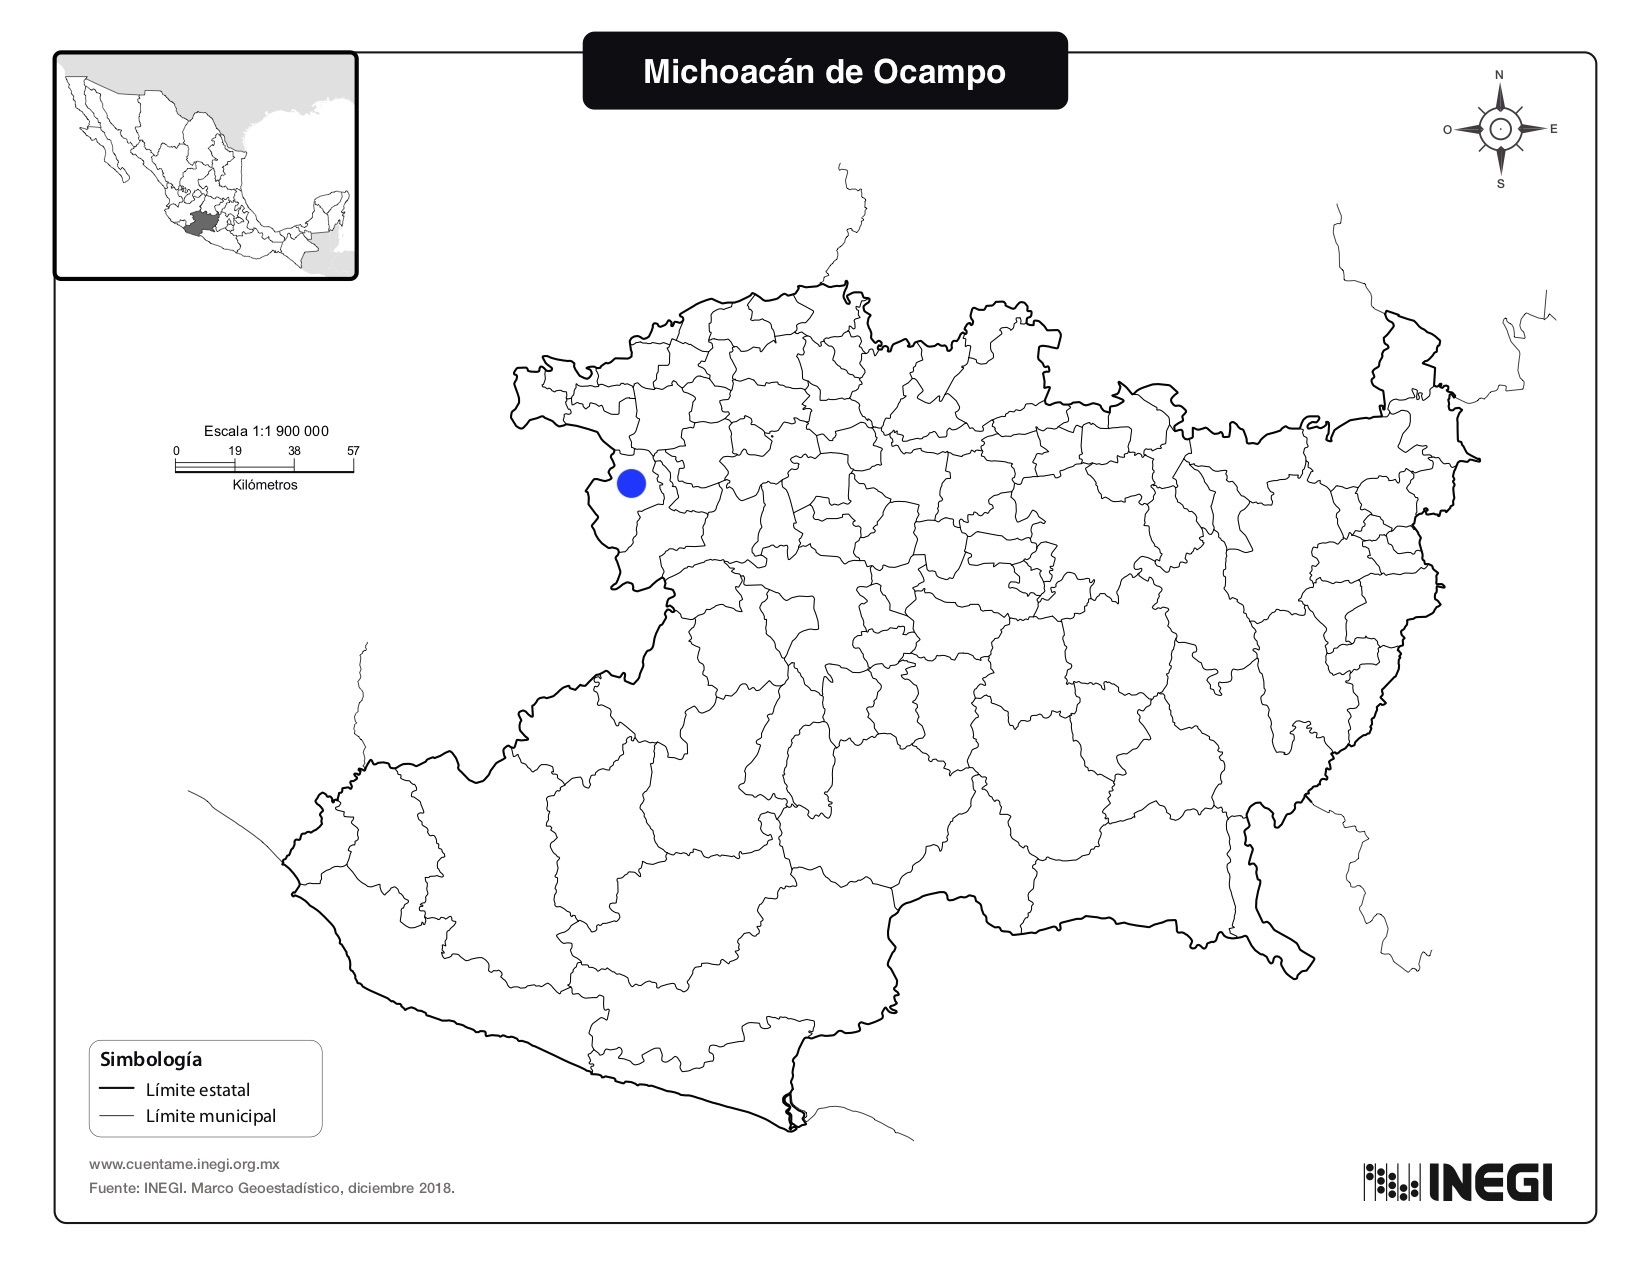 Michoacán de Ocampo
N
O
E
S
Escala 1:1 900 000
0 19 38 57
Kilómetros
Simbología
Límite estatal
Límite municipal
www.cuentame.inegi.org.mx
Fuente: INEGI. Marco Geoestadístico, diciembre 2018.
INEGI